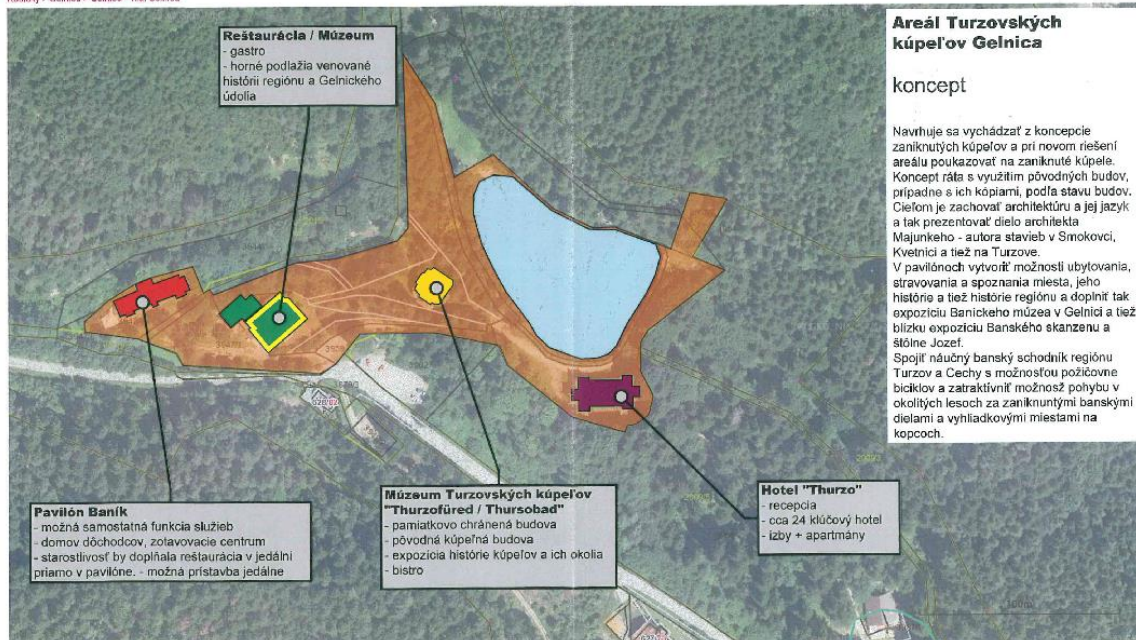 Reštaurácia / Múzeum
- gastro
- horné podlažia venované
histórii regiónu a Gelnického
údolia
Areál Turzovských
kúpeľov Gelnica
koncept
Navrhuje sa vychádzať z koncepcie
zaniknutých kúpeľov a pri novom riešení
areálu poukazovať na zaniknuté kúpele.
Koncept ráta s využitím pôvodných budov,
prípadne s ich kópiami, podľa stavu budov.
Cieľom je zachovať architektúru a jej jazyk
a tak prezentovať dielo architekta
Majunkeho - autora stavieb v Smokovci,
Kvetnici a tiež na Turzove.
V pavilónoch vytvoriť možnosti ubytovania,
stravovania a spoznania miesta, jeho
histórie a tiež histórie regiónu a doplniť tak
expozíciu Baníckeho múzea v Gelnici a tiež
blízku expozíciu Banského skanzenu a
štôlne Jozef.
Spojiť náučný banský schodník regiónu
Turzov a Cechy s možnosťou požičovne
biciklov a zatraktívniť možnosž pohybu v
okolitých lesoch za zaniknuntými banskými
dielami a vyhliadkovými miestami na
kopcoch.
Pavilón Baník
- možná samostatná funkcia služieb
- domov dôchodcov, zotavovacie centrum
- starostlivosť by doplňala reštaurácia v jedálni
priamo v pavilóne. - možná prístavba jedálne
Múzeum Turzovských kúpeľov
"Thurzofüred / Thursobad"
- pamiatkovo chránená budova
- pôvodná kúpeľná budova
- expozícia histórie kúpeľov a ich okolia
- bistro
Hotel "Thurzo"
- recepcia
- cca 24 kľúčový hotel
- izby + apartmány
100m